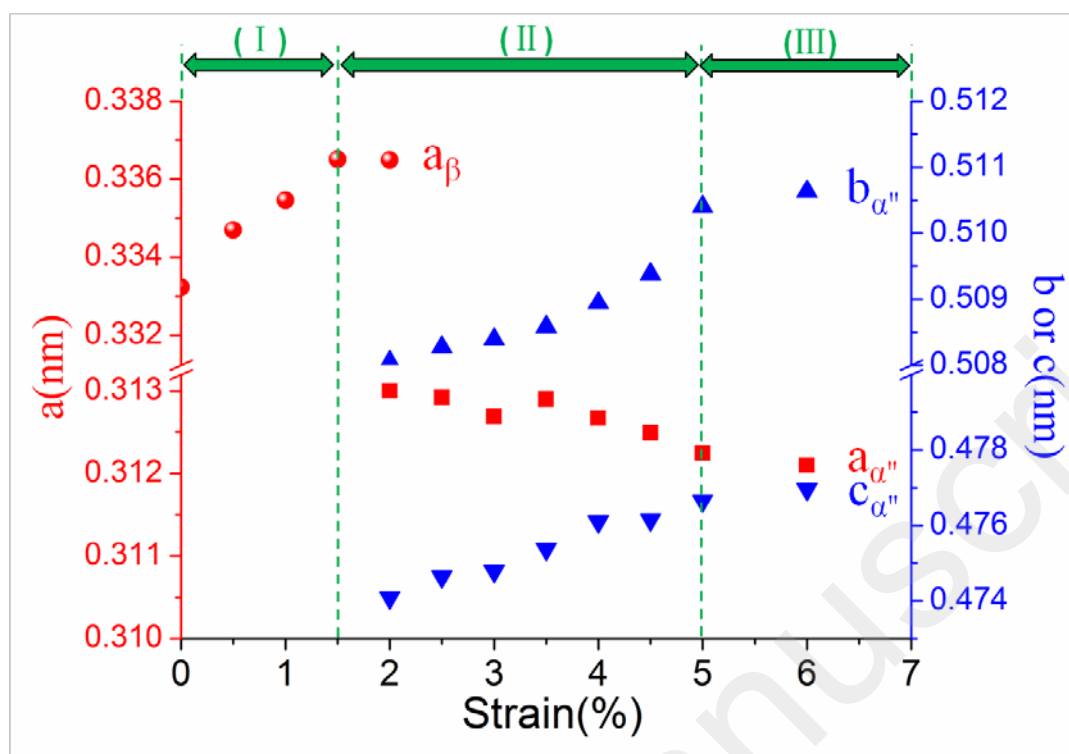 ( I )
(II)
(III)
0.338
0.336
0.334
0.332
0.313
0.312
0.311
0.310
a(nm)
0.512
0.511
0.510
0.509
0.508
0.478
0.476
0.474
b or c(nm)
aβ
bα"
aα"
cα"
0 1 2 3 4 5 6 7
Strain(%)
nuscri